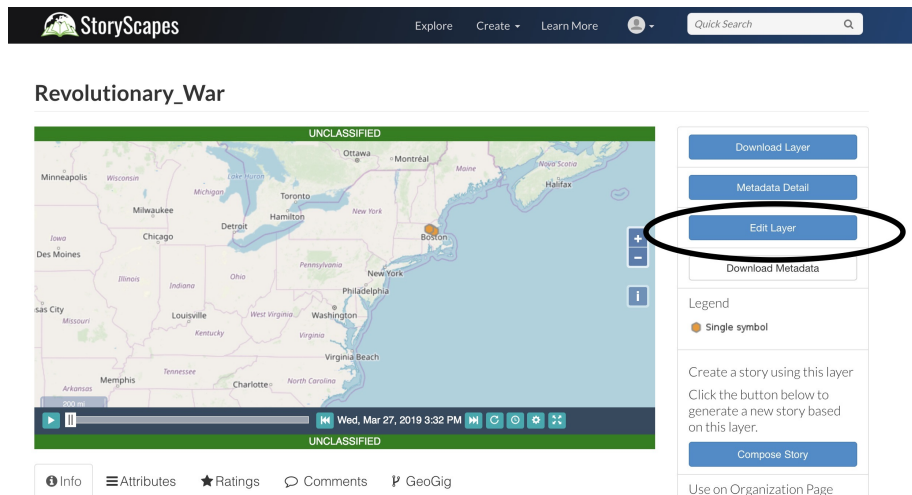 StoryScapes
Explore Create Learn More Quick Search
Revolutionary_War
UNCLASSIFIED
Ottawa
Montréal
Maine
Nova Scotia
Minneapolis
Wisconsin
Lake Huron
Halifax
Michigan
Toronto
Milwaukee
Hamilton
New York
Detroit
Boston
Iowa
Chicago
Des Moines
Pennsylvania
Illinois
Ohio
New York
Indiana
Philadelphia
sas City
Louisville
West Virginia
Washington
Missouri
Kentucky
Virginia
Virginia Beach
Tennessee
Memphis
Charlotte
North Carolina
Arkansas
200 mi
Wed, Mar 27, 2019 3:32 PM
UNCLASSIFIED
Info Attributes Ratings Comments GeoGig
Download Layer
Metadata Detail
Edit Layer
Download Metadata
Legend
Single symbol
Create a story using this layer
Click the button below to
generate a new story based
on this layer.
Compose Story
Use on Organization Page